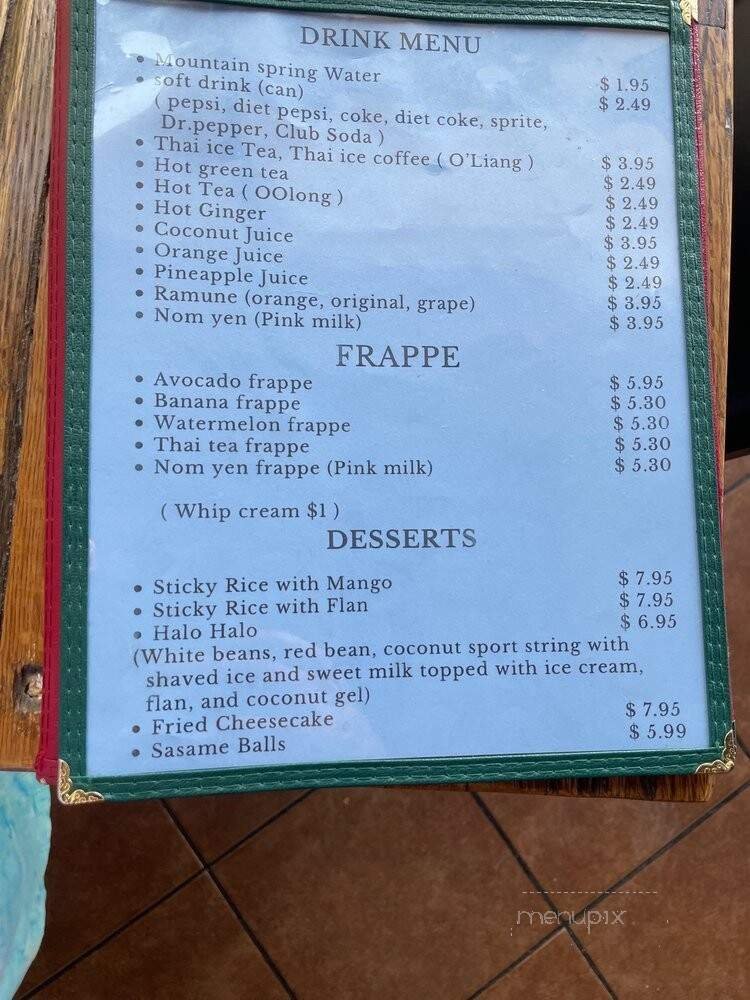 DRINK MENU
• Mountain spring Water $ 1.95
• soft drink (can) $ 2.49
( pepsi, diet pepsi, coke, diet coke, sprite,
Dr.pepper, Club Soda )
• Thai ice Tea, Thai ice coffee ( O'Liang ) $ 3.95
• Hot green tea $ 2.49
• Hot Tea ( OOlong ) $ 2.49
• Hot Ginger $ 2.49
• Coconut Juice $ 3.95
• Orange Juice $ 2.49
• Pineapple Juice $ 2.49
• Ramune (orange, original, grape) $ 3.95
• Nom yen (Pink milk) $ 3.95
FRAPPE
• Avocado frappe $ 5.95
• Banana frappe $ 5.30
• Watermelon frappe $ 5.30
• Thai tea frappe $ 5.30
• Nom yen frappe (Pink milk) $ 5.30
( Whip cream $1 )
DESSERTS
• Sticky Rice with Mango $ 7.95
• Sticky Rice with Flan $ 7.95
• Halo Halo $ 6.95
(White beans, red bean, coconut sport string with
shaved ice and sweet milk topped with ice cream,
flan, and coconut gel)
• Fried Cheesecake $ 7.95
• Sasame Balls $ 5.99
menupix